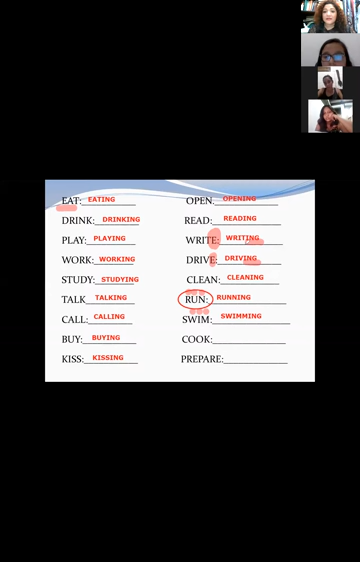 EAT: EATING
DRINK: DRINKING
PLAY: PLAYING
WORK: WORKING
STUDY: STUDYING
TALK TALKING
CALL: CALLING
BUY: BUYING
KISS: KISSING
OPEN: OPENING
READ: READING
WRITE: WRITING
DRIVE: DRIVING
CLEAN: CLEANING
RUN: RUNNING
SWIM: SWIMMING
COOK:
PREPARE: